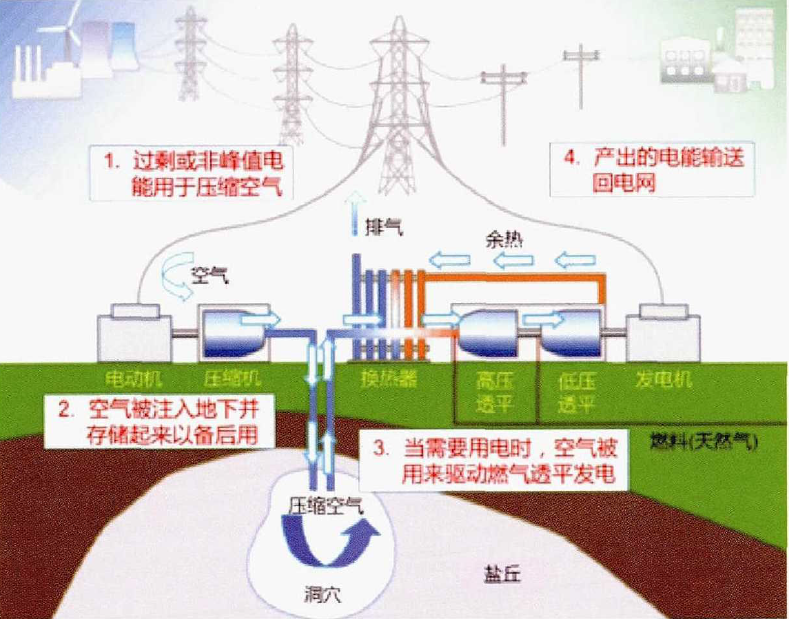 1. 过剩或非峰值电
能用于压缩空气
4. 产出的电能输送
回电网
排气
余热
空气
电动机
压缩机
换热器
高压
透平
低压
透平
发电机
2. 空气被注入地下并
存储起来以备后用
3. 当需要用电时，空气被
用来驱动燃气透平发电
燃料(天然气)
压缩空气
洞穴
盐丘